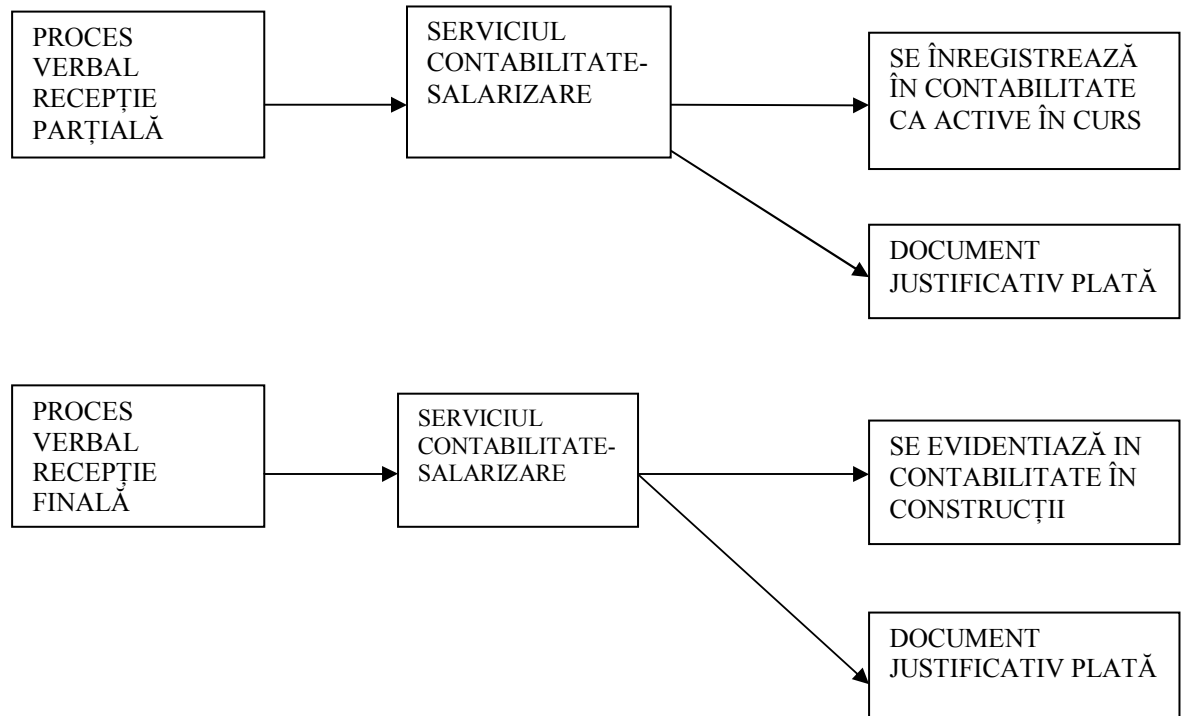 PROCES
VERBAL
RECEPȚIE
PARȚIALĂ
SERVICIUL
CONTABILITATE-
SALARIZARE
SE ÎNREGISTREAZĂ
ÎN CONTABILITATE
CA ACTIVE ÎN CURS
DOCUMENT
JUSTIFICATIV PLATĂ
PROCES
VERBAL
RECEPȚIE
FINALĂ
SERVICIUL
CONTABILITATE-
SALARIZARE
SE EVIDENTIAZĂ IN
CONTABILITATE ÎN
CONSTRUCȚII
DOCUMENT
JUSTIFICATIV PLATĂ